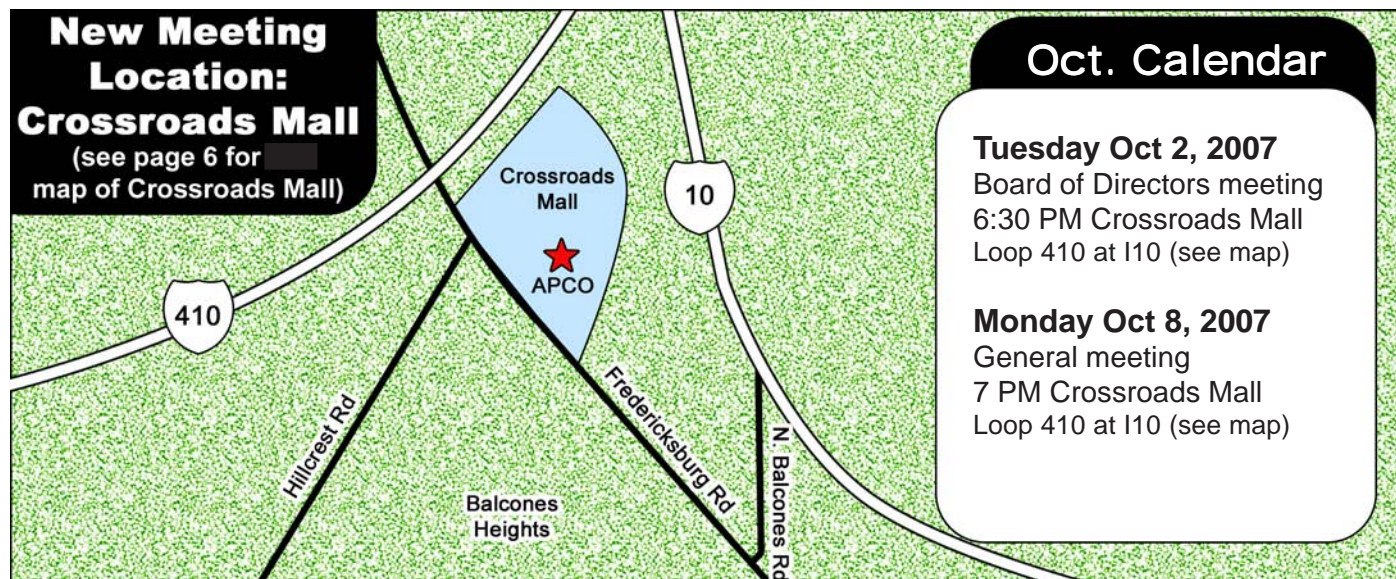 New Meeting
Location:
Crossroads Mall
(see page 6 for
map of Crossroads Mall)
Crossroads
Mall
APCO
410
10
Hillcrest Rd
Fredericksburg Rd
N. Balcones Rd
Balcones
Heights
Oct. Calendar
Tuesday Oct 2, 2007
Board of Directors meeting
6:30 PM Crossroads Mall
Loop 410 at I10 (see map)
Monday Oct 8, 2007
General meeting
7 PM Crossroads Mall
Loop 410 at I10 (see map)